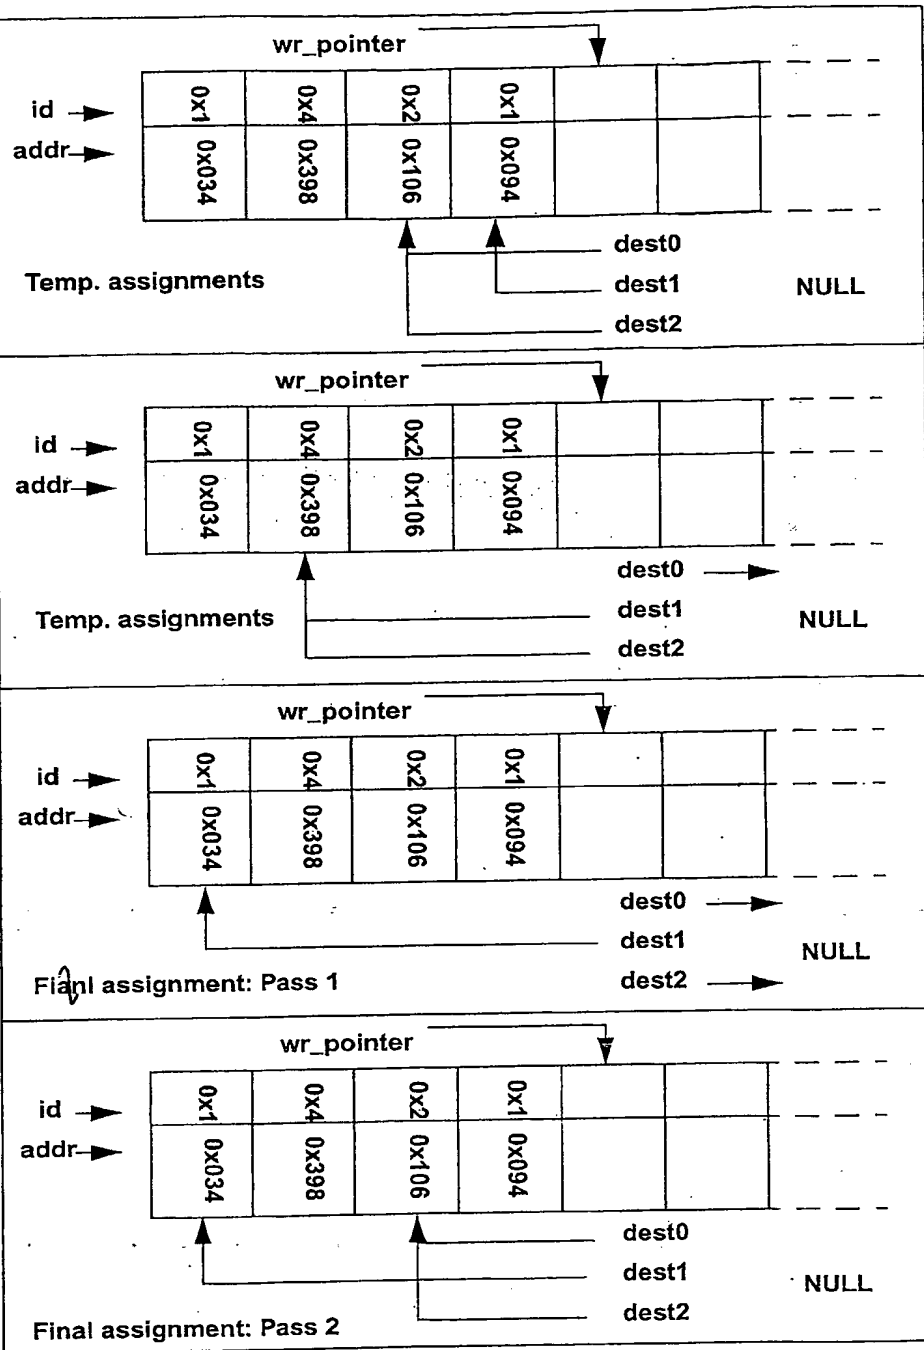 wr_pointer
id 0x1 0x4 0x2 0x1
addr 0x034 0x398 0x106 0x094
dest0
Temp. assignments dest1 NULL
dest2
wr_pointer
id 0x1 0x4 0x2 0x1
addr 0x034 0x398 0x106 0x094
dest0
Temp. assignments dest1 NULL
dest2
wr_pointer
id 0x1 0x4 0x2 0x1
addr 0x034 0x398 0x106 0x094
dest0
dest1 NULL
Fianl assignment: Pass 1 dest2
wr_pointer
id 0x1 0x4 0x2 0x1
addr 0x034 0x398 0x106 0x094
dest0
dest1 NULL
dest2
Final assignment: Pass 2